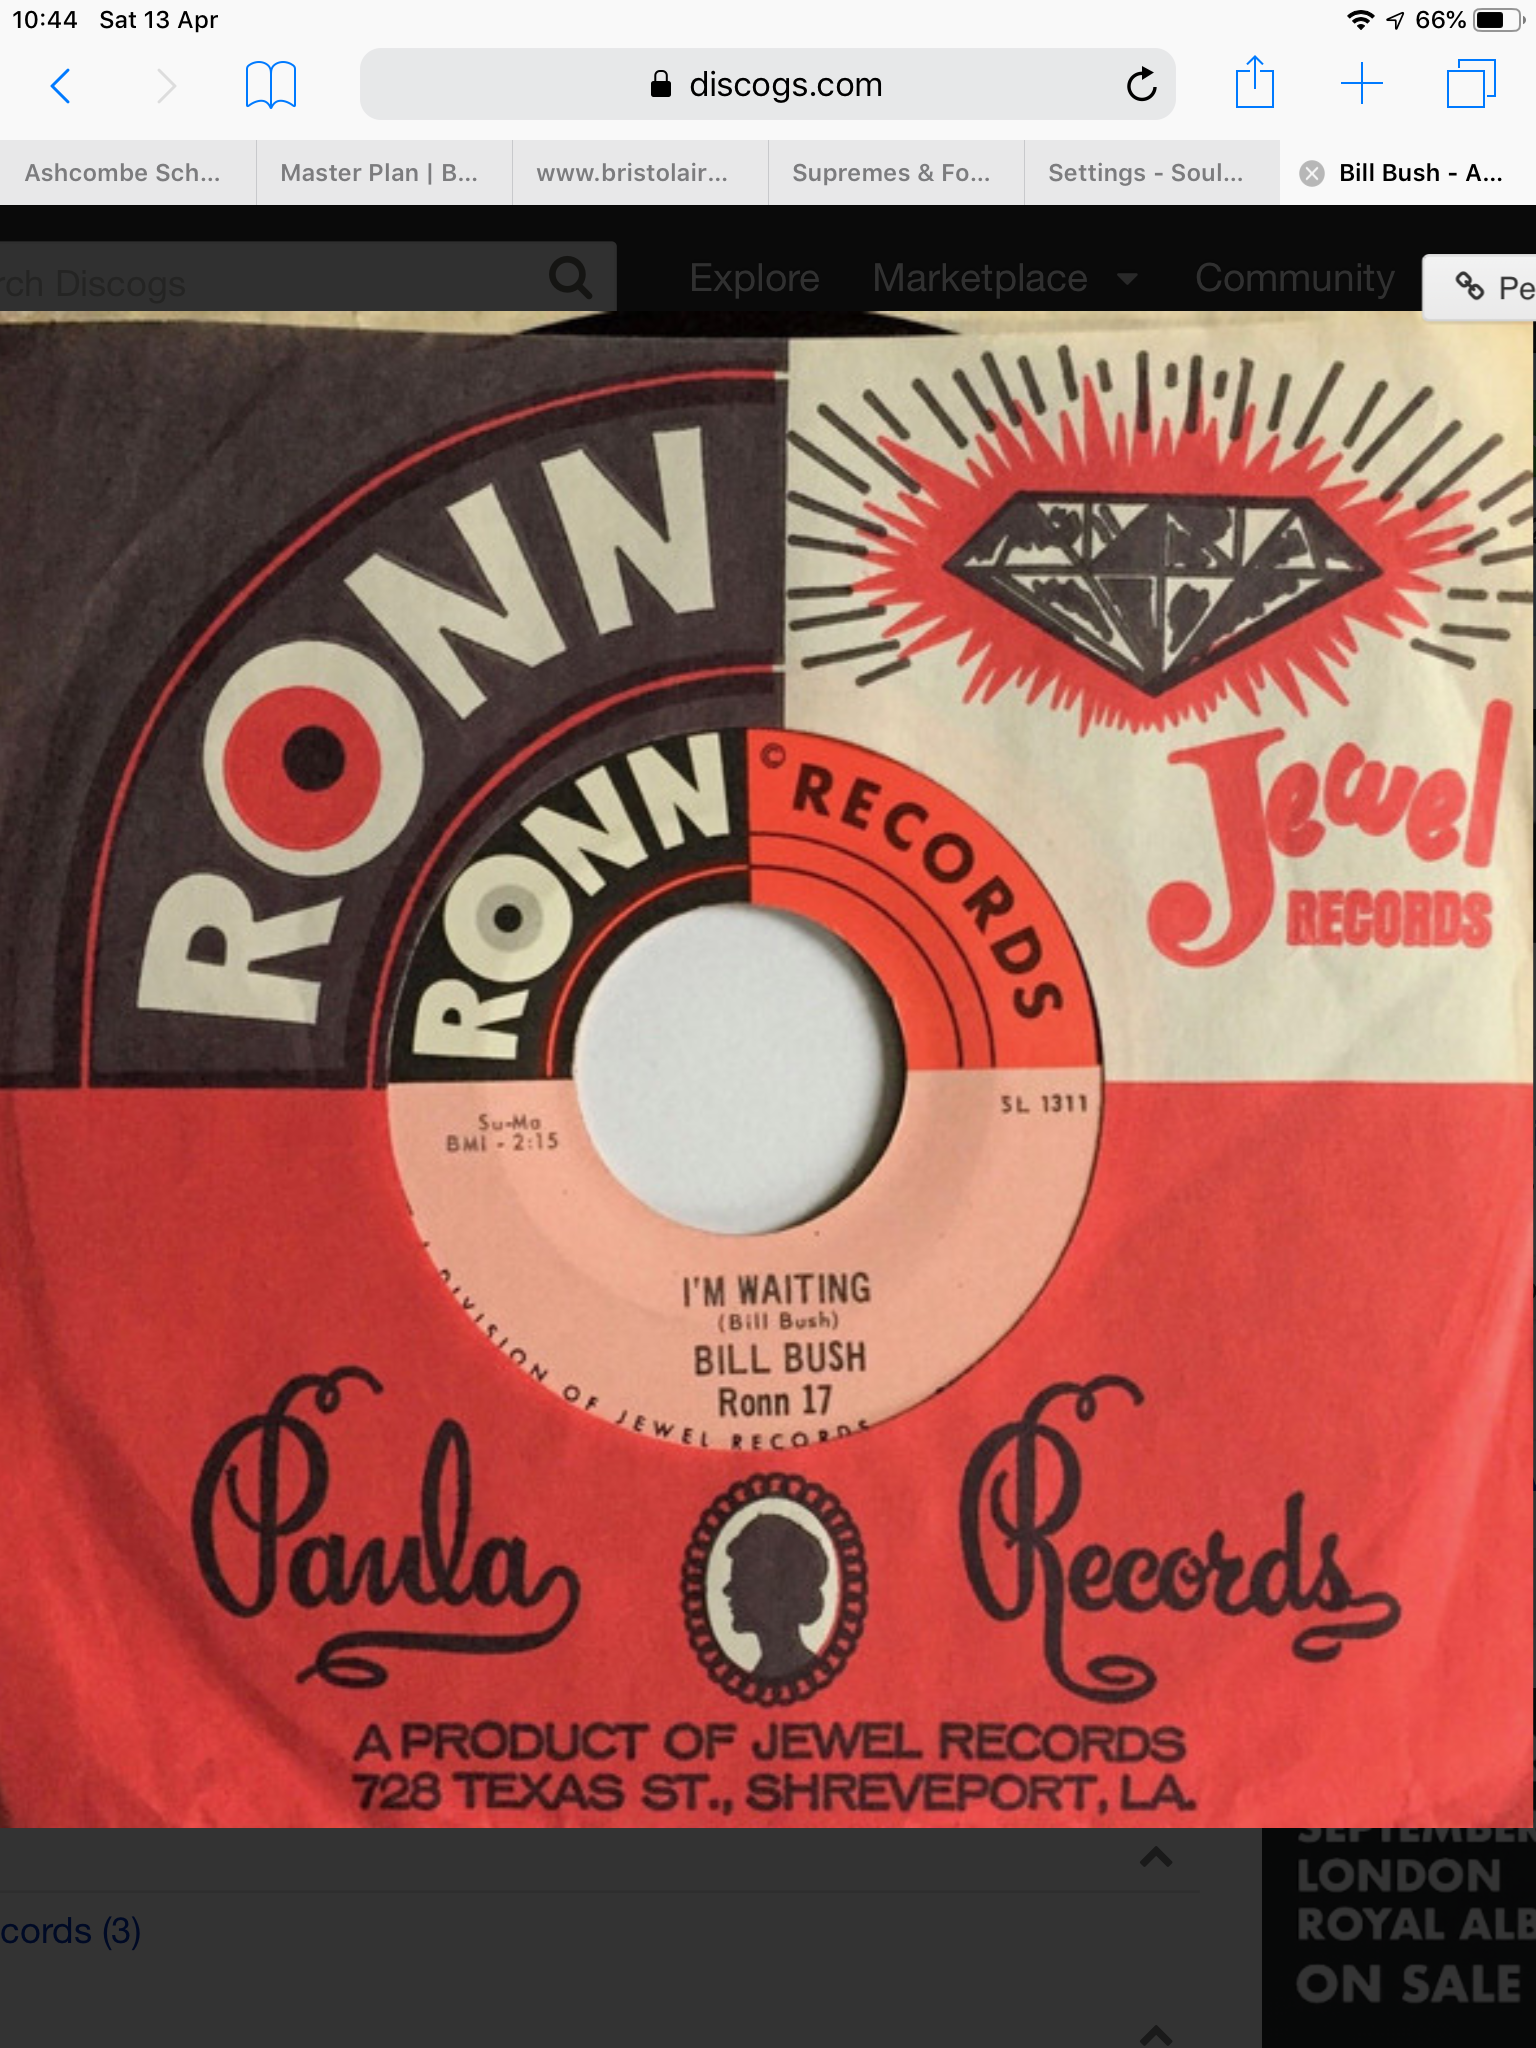 10:44 Sat 13 Apr 66%
discogs.com
Ashcombe Sch... Master Plan | B... www.bristolair... Supremes & Fo... Settings - Soul... Bill Bush - A...
rch Discogs Explore Marketplace Community Pe
RONN
Jewel
RECORDS
RONN © RECORDS
Su-Ma
BMI - 2:15
SL 1311
I'M WAITING
(Bill Bush)
BILL BUSH
Ronn 17
A DIVISION OF JEWEL RECORDS
Paula Records
A PRODUCT OF JEWEL RECORDS
728 TEXAS ST., SHREVEPORT, LA.
SEPTEMBER
LONDON
ROYAL ALB
ON SALE
cords (3)